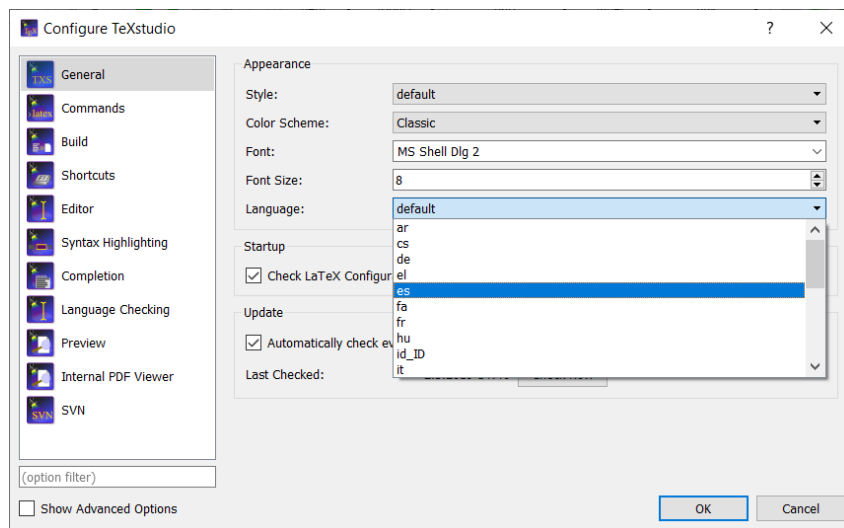 Configure TeXstudio
General
Commands
Build
Shortcuts
Editor
Syntax Highlighting
Completion
Language Checking
Preview
Internal PDF Viewer
SVN
(option filter)
Show Advanced Options
Appearance
Style: default
Color Scheme: Classic
Font: MS Shell Dlg 2
Font Size: 8
Language: default
ar
cs
de
el
es
fa
fr
hu
id_ID
it
Startup
Check LaTeX Configur
Update
Automatically check ev
Last Checked:
OK Cancel